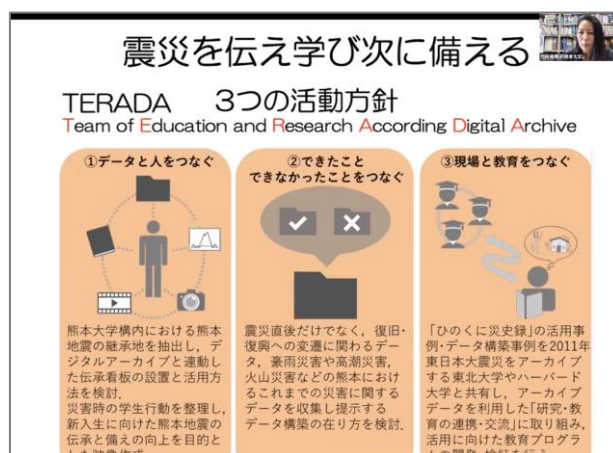 震災を伝え学び次に備える
TERADA 3つの活動方針
Team of Education and Research According Digital Archive
①データと人をつなぐ
②できたこと
できなかったことをつなぐ
③現場と教育をつなぐ
熊本大学構内における熊本
地震の継承地を抽出し，デ
ジタルアーカイブと連動し
た伝承看板の設置と活用方
法を検討．
災害時の学生行動を整理し，
新入生に向けた熊本地震の
伝承と備えの向上を目的と
した映像作成
震災直後だけでなく，復旧・
復興への変遷に関わるデー
タ，豪雨災害や高潮災害，
火山災害などの熊本におけ
るこれまでの災害に関する
データを収集し提示する
データ構築の在り方を検討．
「ひのくに災史録」の活用事
例・データ構築事例を2011年
東日本大震災をアーカイブ
する東北大学やハーバード
大学と共有し，アーカイブ
データを利用した「研究・教
育の連携・交流」に取り組み，
活用に向けた教育プログラ
ムの開発・検証を行う